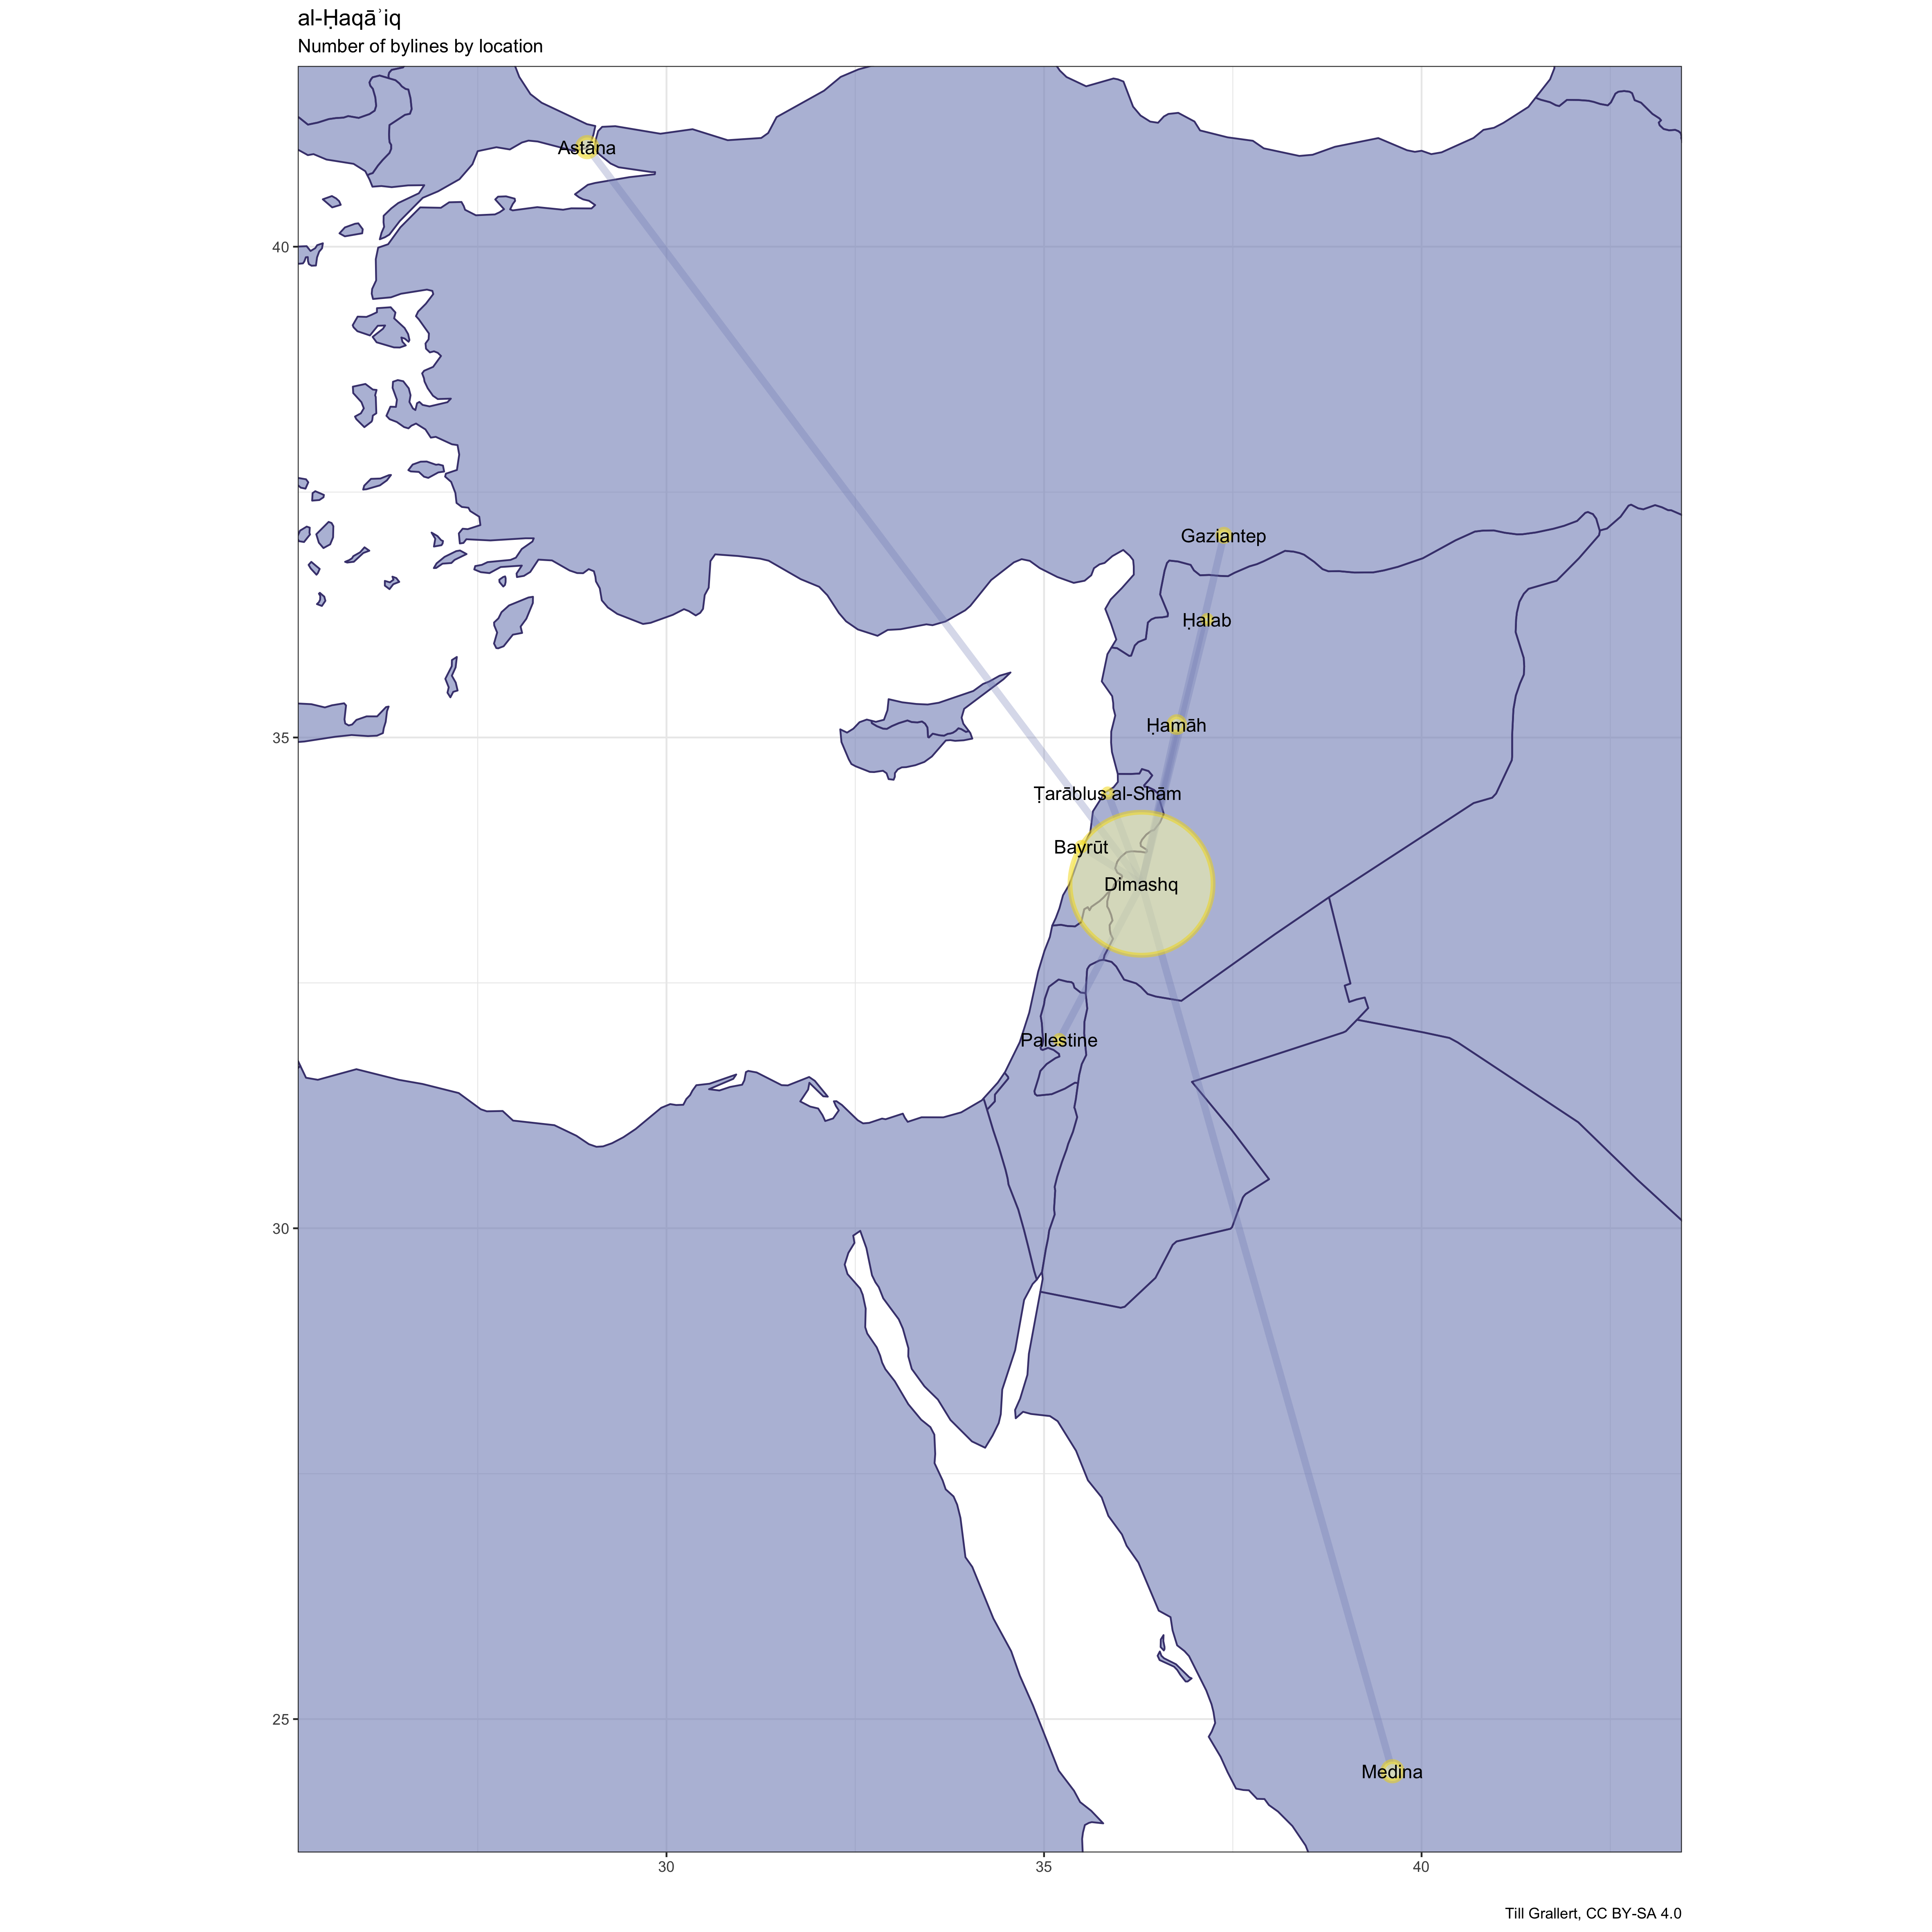 al-Ḥaqāʾiq
Number of bylines by location
Astāna
40
Gaziantep
Ḥalab
Ḥamāh
35
Ṭarāblus al-Shām
Bayrūt
Dimashq
Palestine
30
25
Medina
30
35
40
Till Grallert, CC BY-SA 4.0